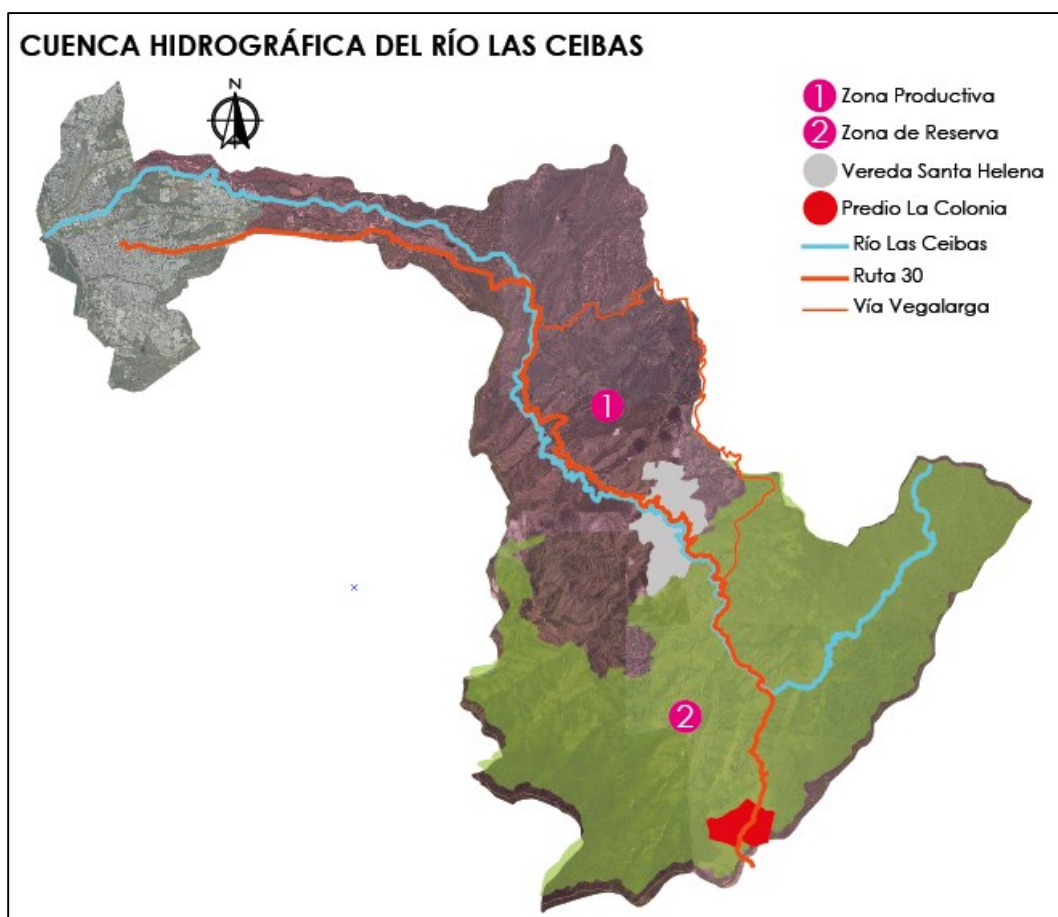 CUENCA HIDROGRÁFICA DEL RÍO LAS CEIBAS
N
1 Zona Productiva
2 Zona de Reserva
Vereda Santa Helena
Predio La Colonia
Río Las Ceibas
Ruta 30
Vía Vegalarga
1
2